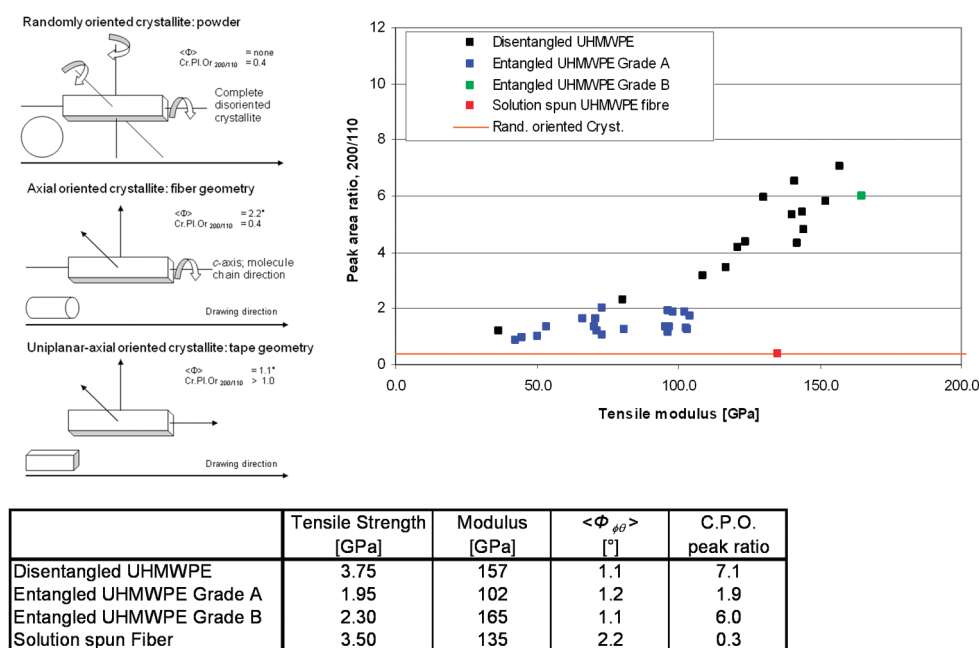 Randomly oriented crystallite: powder
<Φ> = none
Cr.Pl.Or 200/110 = 0.4
Complete
disoriented
crystallite
Axial oriented crystallite: fiber geometry
<Φ> = 2.2°
Cr.Pl.Or 200/110 = 0.4
c-axis; molecule
chain direction
Drawing direction
Uniplanar-axial oriented crystallite: tape geometry
<Φ> = 1.1°
Cr.Pl.Or 200/110 > 1.0
Drawing direction
Peak area ratio, 200/110
12
10
8
6
4
2
0
Disentangled UHMWPE
Entangled UHMWPE Grade A
Entangled UHMWPE Grade B
Solution spun UHMWPE fibre
Rand. oriented Cryst.
0.0 50.0 100.0 150.0 200.0
Tensile modulus [GPa]
Tensile Strength Modulus <Φ φθ> C.P.O.
[GPa] [GPa] [°] peak ratio
Disentangled UHMWPE 3.75 157 1.1 7.1
Entangled UHMWPE Grade A 1.95 102 1.2 1.9
Entangled UHMWPE Grade B 2.30 165 1.1 6.0
Solution spun Fiber 3.50 135 2.2 0.3